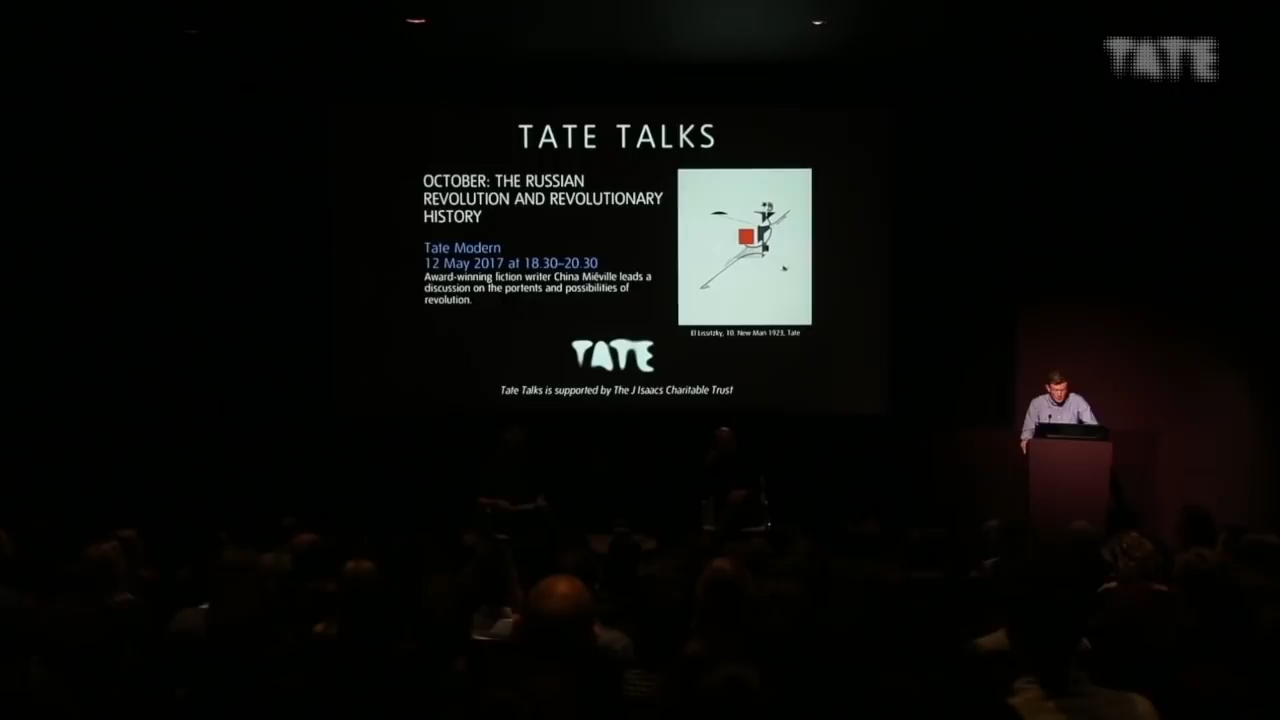 TATE
TATE TALKS
OCTOBER: THE RUSSIAN
REVOLUTION AND REVOLUTIONARY
HISTORY
Tate Modern
12 May 2017 at 18.30–20.30
Award-winning fiction writer China Miéville leads a
discussion on the portents and possibilities of
revolution.
El Lissitzky, 10. New Man 1923, Tate
TATE
Tate Talks is supported by The J Isaacs Charitable Trust